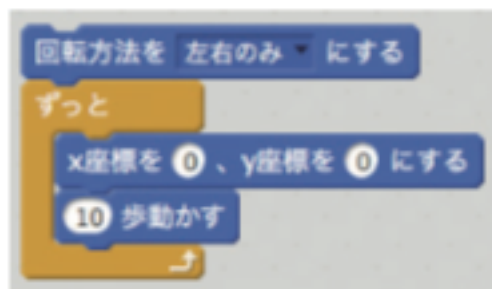 回転方法を 左右のみ にする
ずっと
x座標を 0 、y座標を 0 にする
10 歩動かす